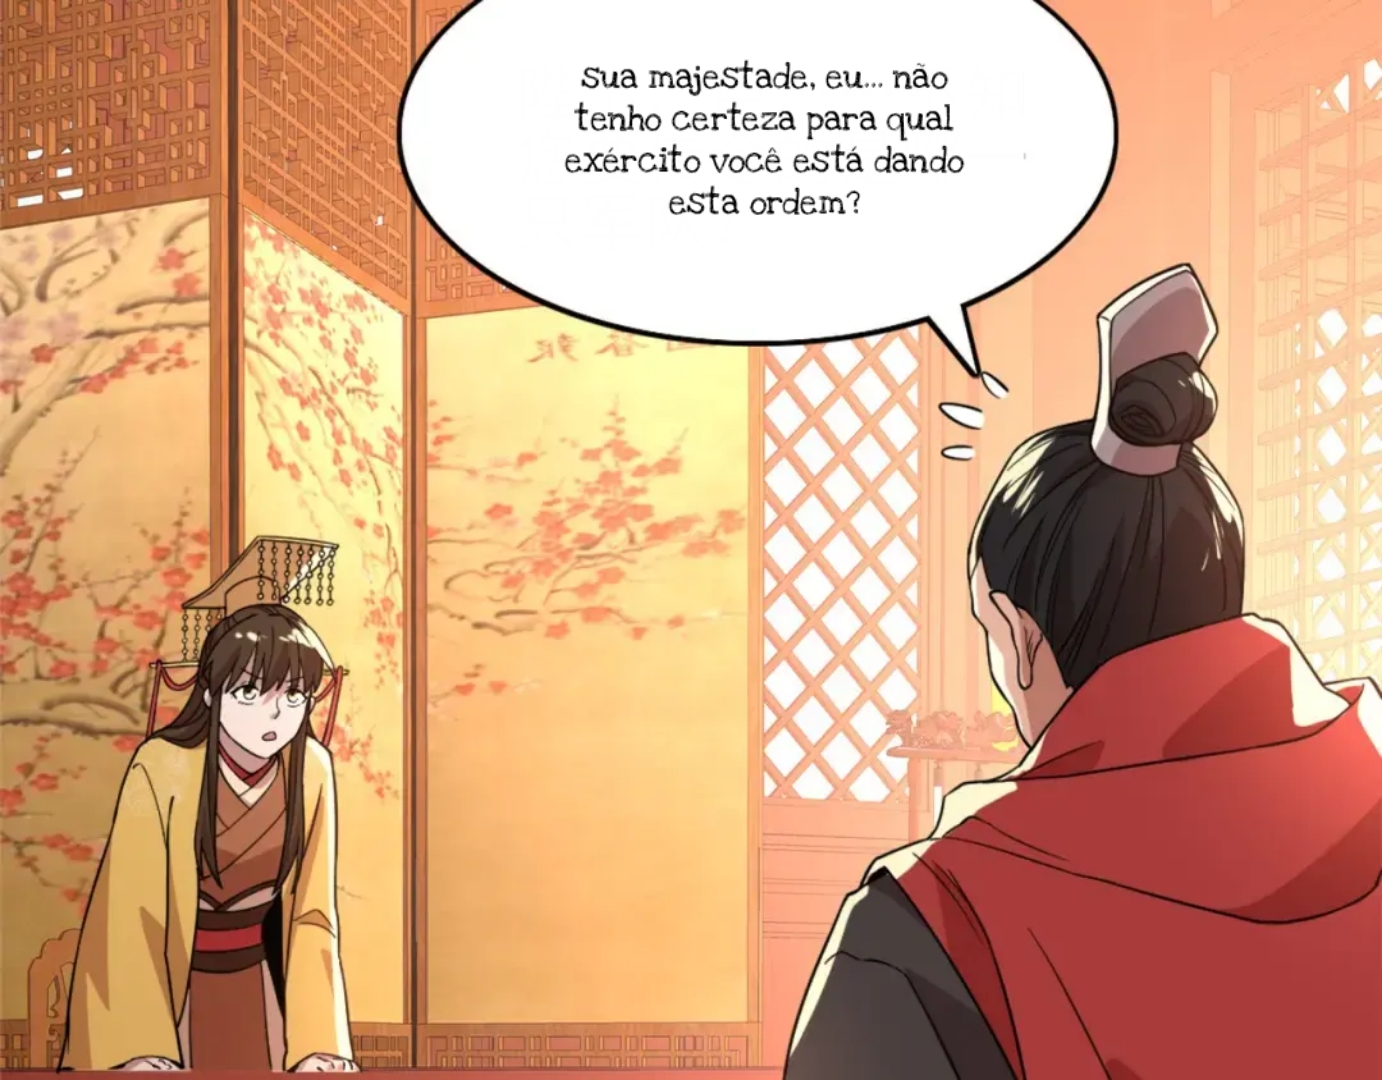 sua majestade, eu... não
tenho certeza para qual
exército você está dando
esta ordem?